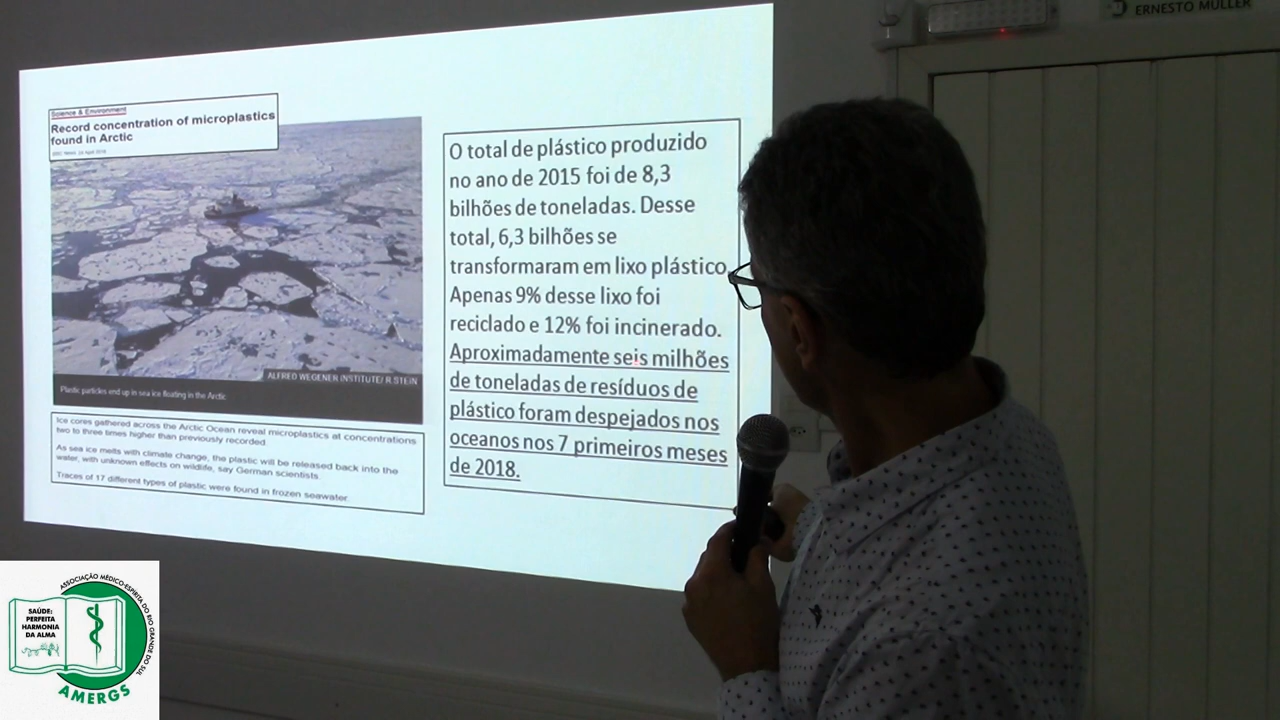 ERNESTO MÜLLER
Science & Environment
Record concentration of microplastics
found in Arctic
ALFRED WEGENER INSTITUTE/ R.STEIN
Plastic particles end up in sea ice floating in the Arctic
Ice cores gathered across the Arctic Ocean reveal microplastics at concentrations
two to three times higher than previously recorded.
As sea ice melts with climate change, the plastic will be released back into the
water, with unknown effects on wildlife, say German scientists.
Traces of 17 different types of plastic were found in frozen seawater.
O total de plástico produzido
no ano de 2015 foi de 8,3
bilhões de toneladas. Desse
total, 6,3 bilhões se
transformaram em lixo plástico.
Apenas 9% desse lixo foi
reciclado e 12% foi incinerado.
Aproximadamente seis milhões
de toneladas de resíduos de
plástico foram despejados nos
oceanos nos 7 primeiros meses
de 2018.
ASSOCIAÇÃO MÉDICO-ESPÍRITA DO RIO GRANDE DO SUL
SAÚDE:
PERFEITA
HARMONIA
DA ALMA
AMERGS